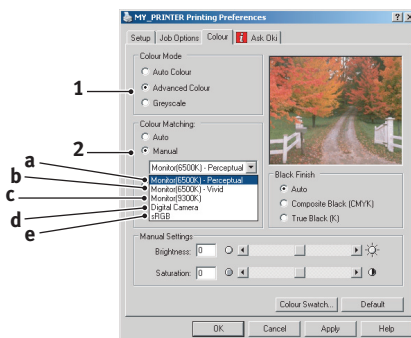 MY_PRINTER Printing Preferences
Setup Job Options Colour Ask Oki
Colour Mode
Auto Colour
1 Advanced Colour
Greyscale
Colour Matching:
Auto
2 Manual
Monitor(6500K) - Perceptual
a Monitor(6500K) - Perceptual
b Monitor(6500K) - Vivid
c Monitor(9300K)
d Digital Camera
e sRGB
Black Finish
Auto
Composite Black (CMYK)
True Black (K)
Manual Settings
Brightness: 0
Saturation: 0
Colour Swatch... Default
OK Cancel Apply Help